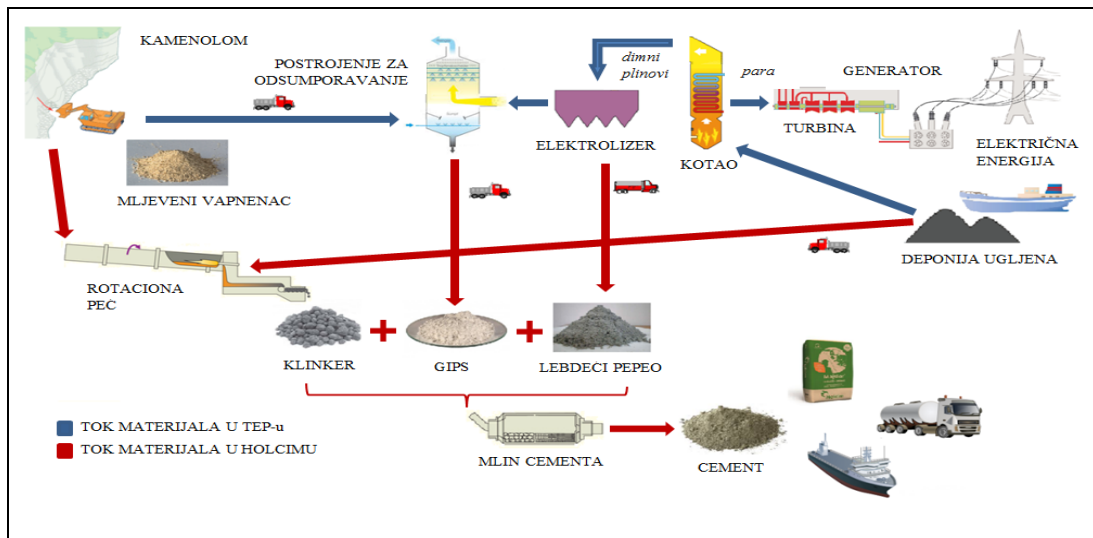 KAMENOLOM
POSTROJENJE ZA
ODSUMPORAVANJE
dimni
plinovi
para
GENERATOR
TURBINA
ELEKTRIČNA
ENERGIJA
ELEKTROLIZER
KOTAO
MLJEVENI VAPNENAC
DEPONIJA UGLJENA
ROTACIONA
PEĆ
KLINKER
GIPS
LEBDECI PEPEO
TOK MATERIJALA U TEP-u
TOK MATERIJALA U HOLCIMU
MLIN CEMENTA
CEMENT